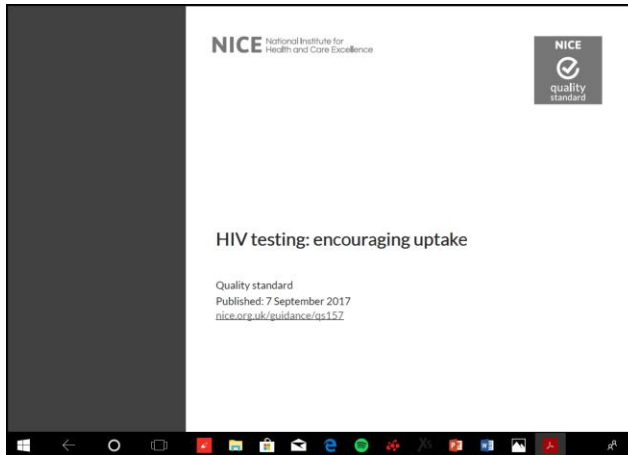 NICE National Institute for
Health and Care Excellence
NICE
quality
standard
HIV testing: encouraging uptake
Quality standard
Published: 7 September 2017
nice.org.uk/guidance/qs157